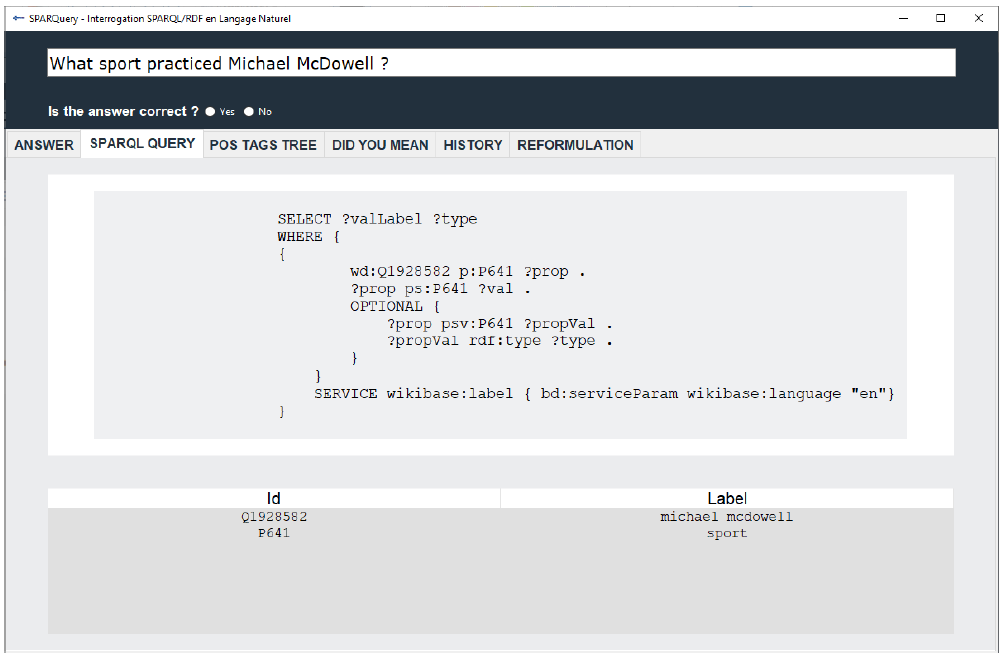 SPARQuery - Interrogation SPARQL/RDF en Langage Naturel
What sport practiced Michael McDowell ?
Is the answer correct ? Yes No
ANSWER SPARQL QUERY POS TAGS TREE DID YOU MEAN HISTORY REFORMULATION
SELECT ?valLabel ?type
WHERE {
{
wd:Q1928582 p:P641 ?prop .
?prop ps:P641 ?val .
OPTIONAL {
?prop psv:P641 ?propVal .
?propVal rdf:type ?type .
}
}
SERVICE wikibase:label { bd:serviceParam wikibase:language "en"}
}
Id Label
Q1928582 michael mcdowell
P641 sport